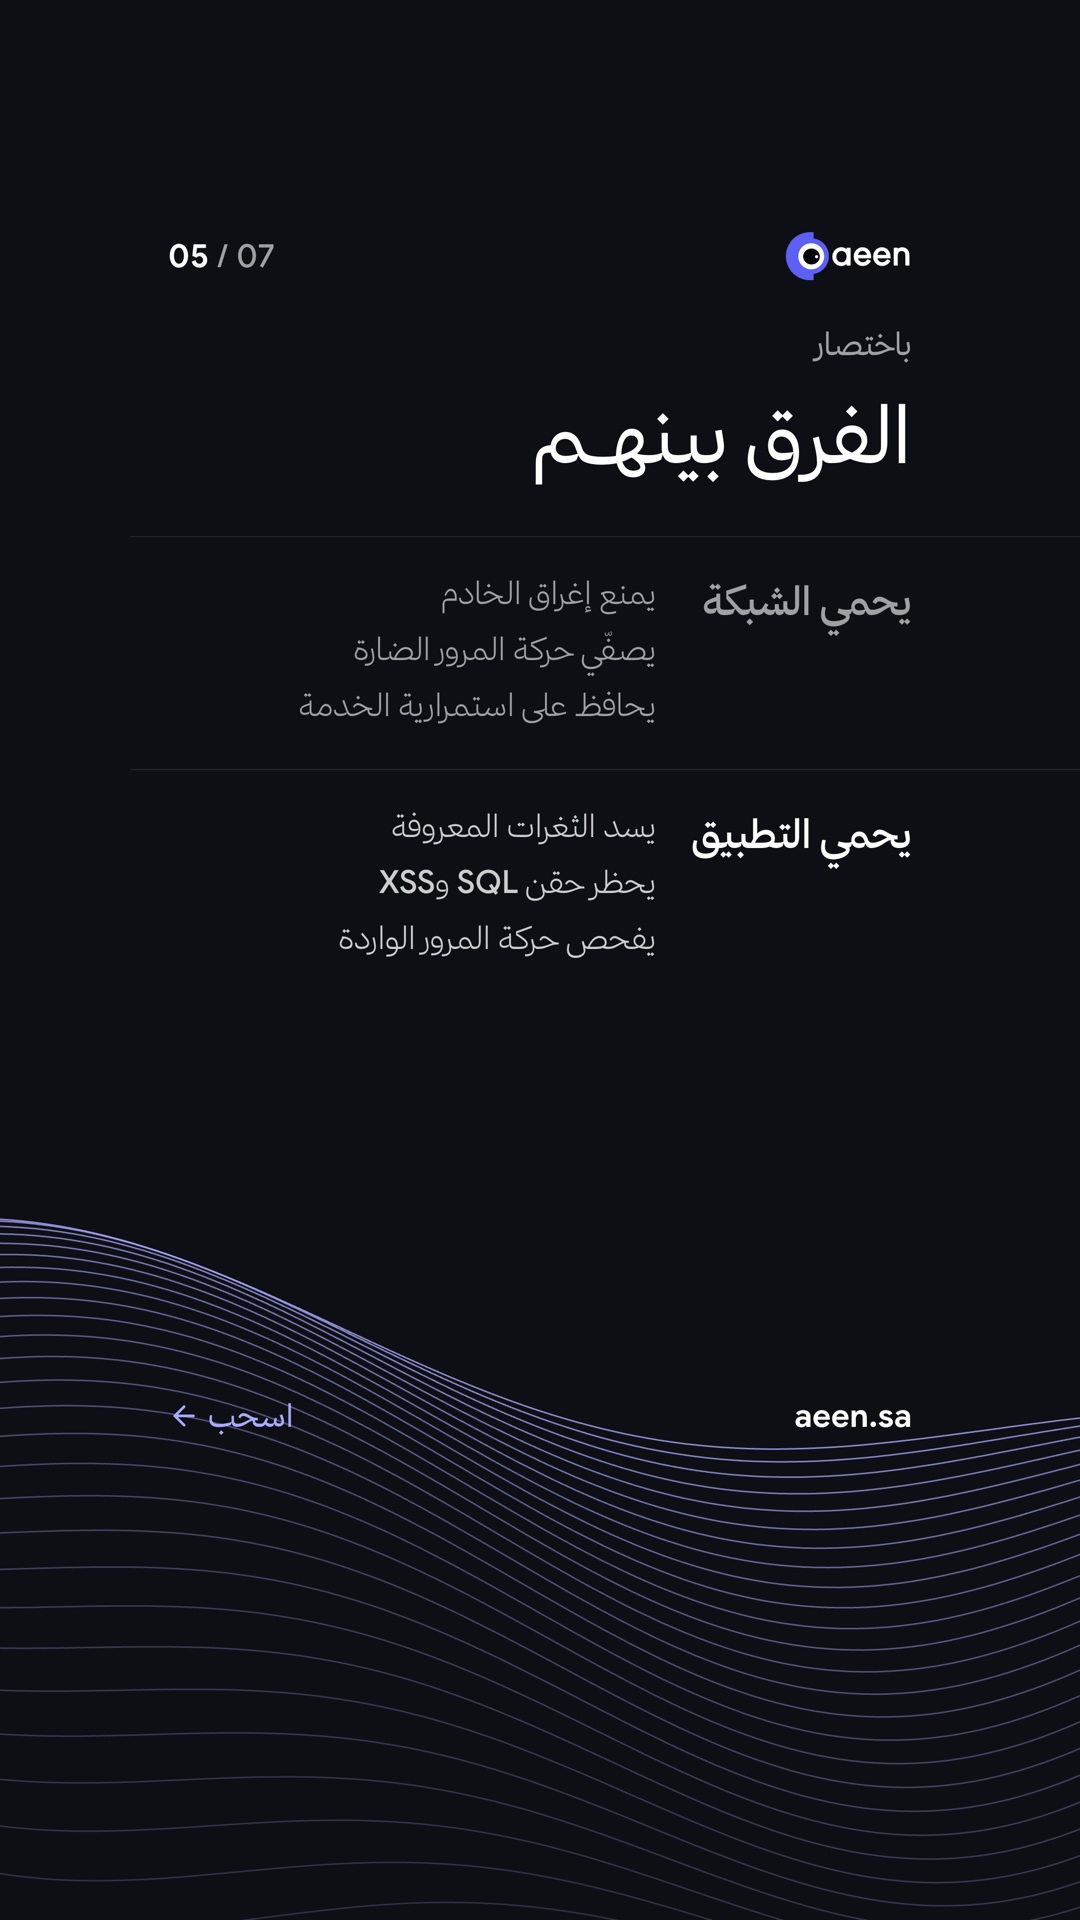 aeen
05 / 07
باختصار
الفرق بينهم
يحمي الشبكة
يمنع إغراق الخادم
يصفّي حركة المرور الضارة
يحافظ على استمرارية الخدمة
يحمي التطبيق
يسد الثغرات المعروفة
يحظر حقن SQL وXSS
يفحص حركة المرور الواردة
aeen.sa
اسحب ←